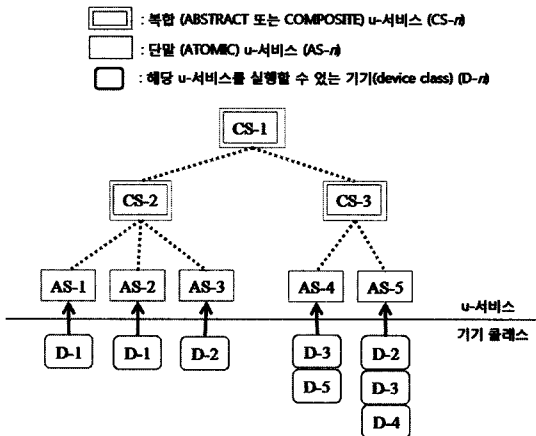 : 복합 (ABSTRACT 또는 COMPOSITE) u-서비스 (CS-n)
: 단말 (ATOMIC) u-서비스 (AS-n)
: 해당 u-서비스를 실행할 수 있는 기기(device class) (D-n)
CS-1
CS-2 CS-3
AS-1 AS-2 AS-3 AS-4 AS-5
u-서비스
기기 클래스
D-1 D-1 D-2 D-3 D-2
D-5 D-3
D-4